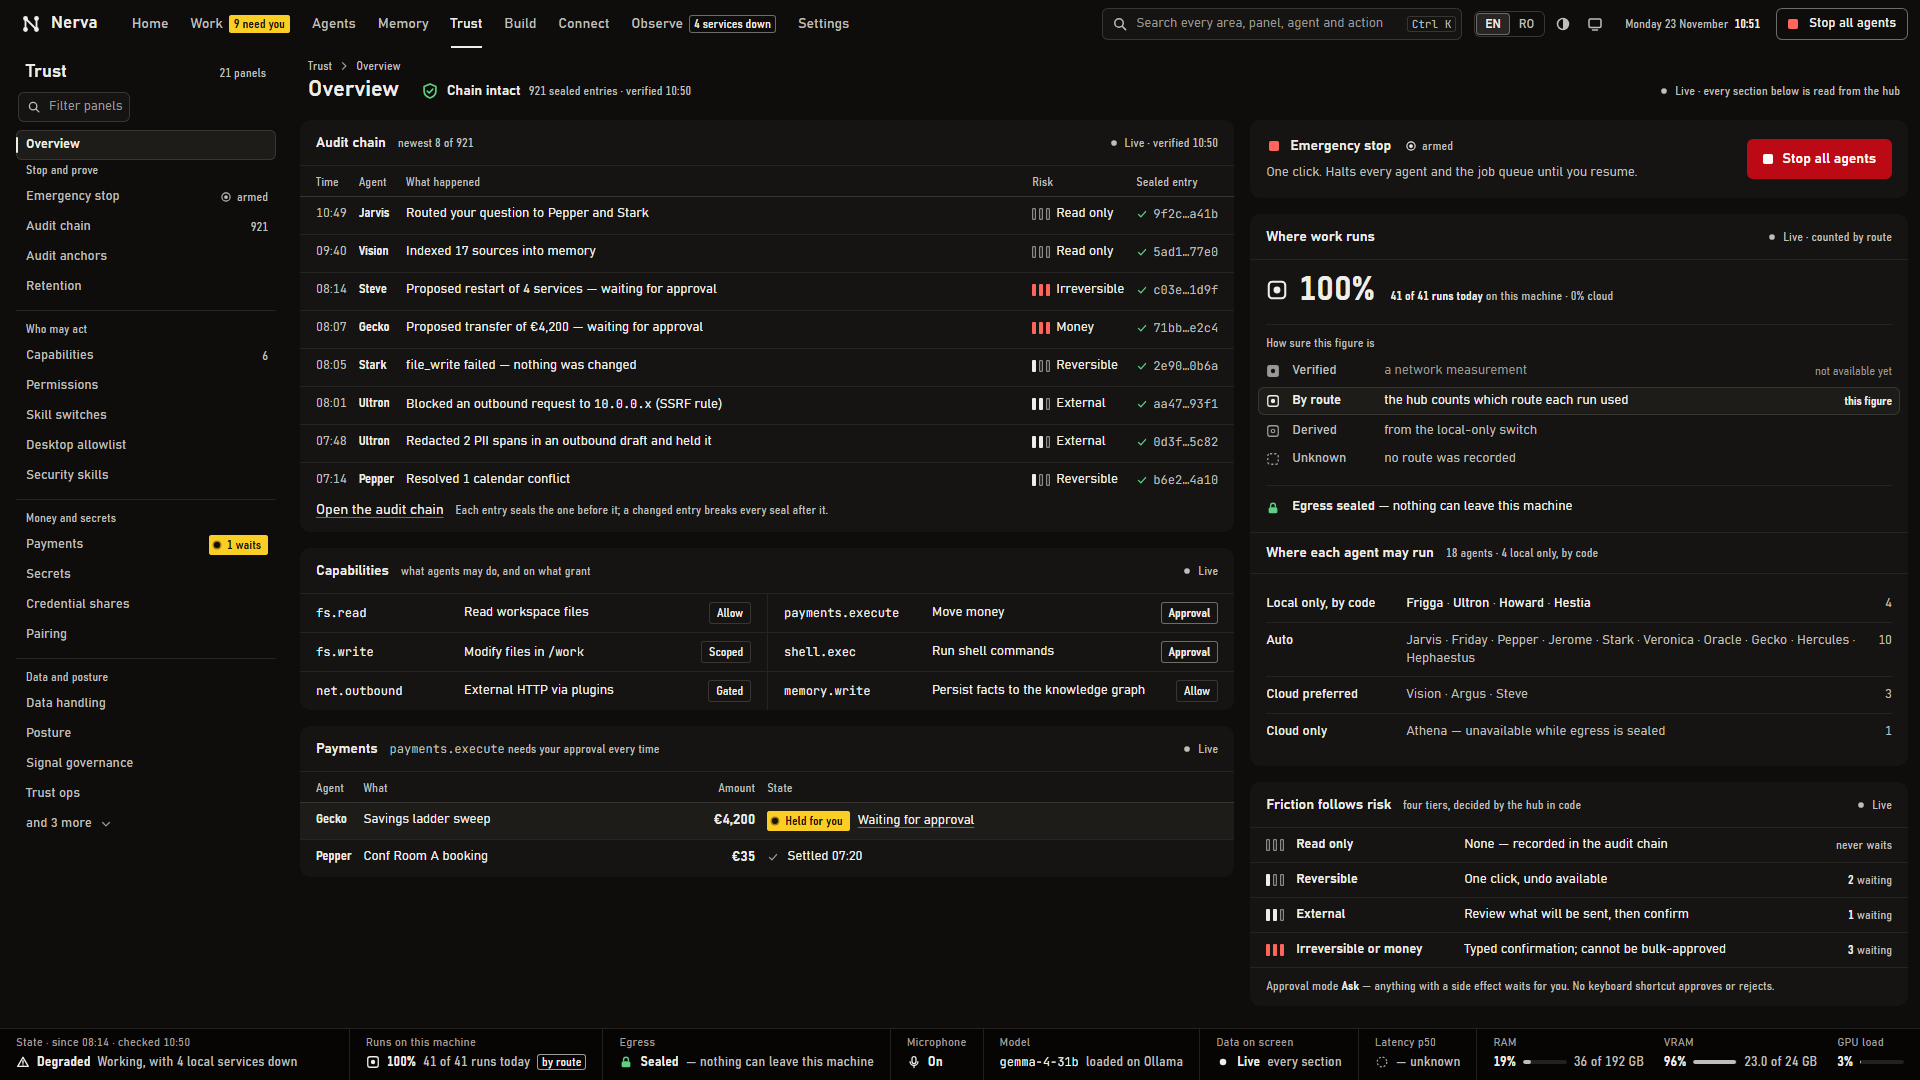 Nerva Home Work 9 need you Agents Memory Trust Build Connect Observe 4 services down Settings Search every area, panel, agent and action Ctrl K EN RO Monday 23 November 10:51 Stop all agents
Trust 21 panels
Filter panels
Overview
Stop and prove
Emergency stop armed
Audit chain 921
Audit anchors
Retention
Who may act
Capabilities 6
Permissions
Skill switches
Desktop allowlist
Security skills
Money and secrets
Payments 1 waits
Secrets
Credential shares
Pairing
Data and posture
Data handling
Posture
Signal governance
Trust ops
and 3 more
Trust > Overview
Overview Chain intact 921 sealed entries · verified 10:50
Live · every section below is read from the hub
Audit chain newest 8 of 921 Live · verified 10:50
Time Agent What happened Risk Sealed entry
10:49 Jarvis Routed your question to Pepper and Stark Read only 9f2c…a41b
09:40 Vision Indexed 17 sources into memory Read only 5ad1…77e0
08:14 Steve Proposed restart of 4 services — waiting for approval Irreversible c03e…1d9f
08:07 Gecko Proposed transfer of €4,200 — waiting for approval Money 71bb…e2c4
08:05 Stark file_write failed — nothing was changed Reversible 2e90…0b6a
08:01 Ultron Blocked an outbound request to 10.0.0.x (SSRF rule) External aa47…93f1
07:48 Ultron Redacted 2 PII spans in an outbound draft and held it External 0d3f…5c82
07:14 Pepper Resolved 1 calendar conflict Reversible b6e2…4a10
Open the audit chain Each entry seals the one before it; a changed entry breaks every seal after it.
Capabilities what agents may do, and on what grant Live
fs.read Read workspace files Allow payments.execute Move money Approval
fs.write Modify files in /work Scoped shell.exec Run shell commands Approval
net.outbound External HTTP via plugins Gated memory.write Persist facts to the knowledge graph Allow
Payments payments.execute needs your approval every time Live
Agent What Amount State
Gecko Savings ladder sweep €4,200 Held for you Waiting for approval
Pepper Conf Room A booking €35 Settled 07:20
Emergency stop armed
One click. Halts every agent and the job queue until you resume.
Stop all agents
Where work runs Live · counted by route
100% 41 of 41 runs today on this machine · 0% cloud
How sure this figure is
Verified a network measurement not available yet
By route the hub counts which route each run used this figure
Derived from the local-only switch
Unknown no route was recorded
Egress sealed — nothing can leave this machine
Where each agent may run 18 agents · 4 local only, by code
Local only, by code Frigga · Ultron · Howard · Hestia 4
Auto Jarvis · Friday · Pepper · Jerome · Stark · Veronica · Oracle · Gecko · Hercules · 10
Hephaestus
Cloud preferred Vision · Argus · Steve 3
Cloud only Athena — unavailable while egress is sealed 1
Friction follows risk four tiers, decided by the hub in code Live
Read only None — recorded in the audit chain never waits
Reversible One click, undo available 2 waiting
External Review what will be sent, then confirm 1 waiting
Irreversible or money Typed confirmation; cannot be bulk-approved 3 waiting
Approval mode Ask — anything with a side effect waits for you. No keyboard shortcut approves or rejects.
State · since 08:14 · checked 10:50
Degraded Working, with 4 local services down
Runs on this machine
100% 41 of 41 runs today by route
Egress
Sealed — nothing can leave this machine
Microphone
On
Model
gemma-4-31b loaded on Ollama
Data on screen
Live every section
Latency p50
— unknown
RAM
19% 36 of 192 GB
VRAM
96% 23.0 of 24 GB
GPU load
3%